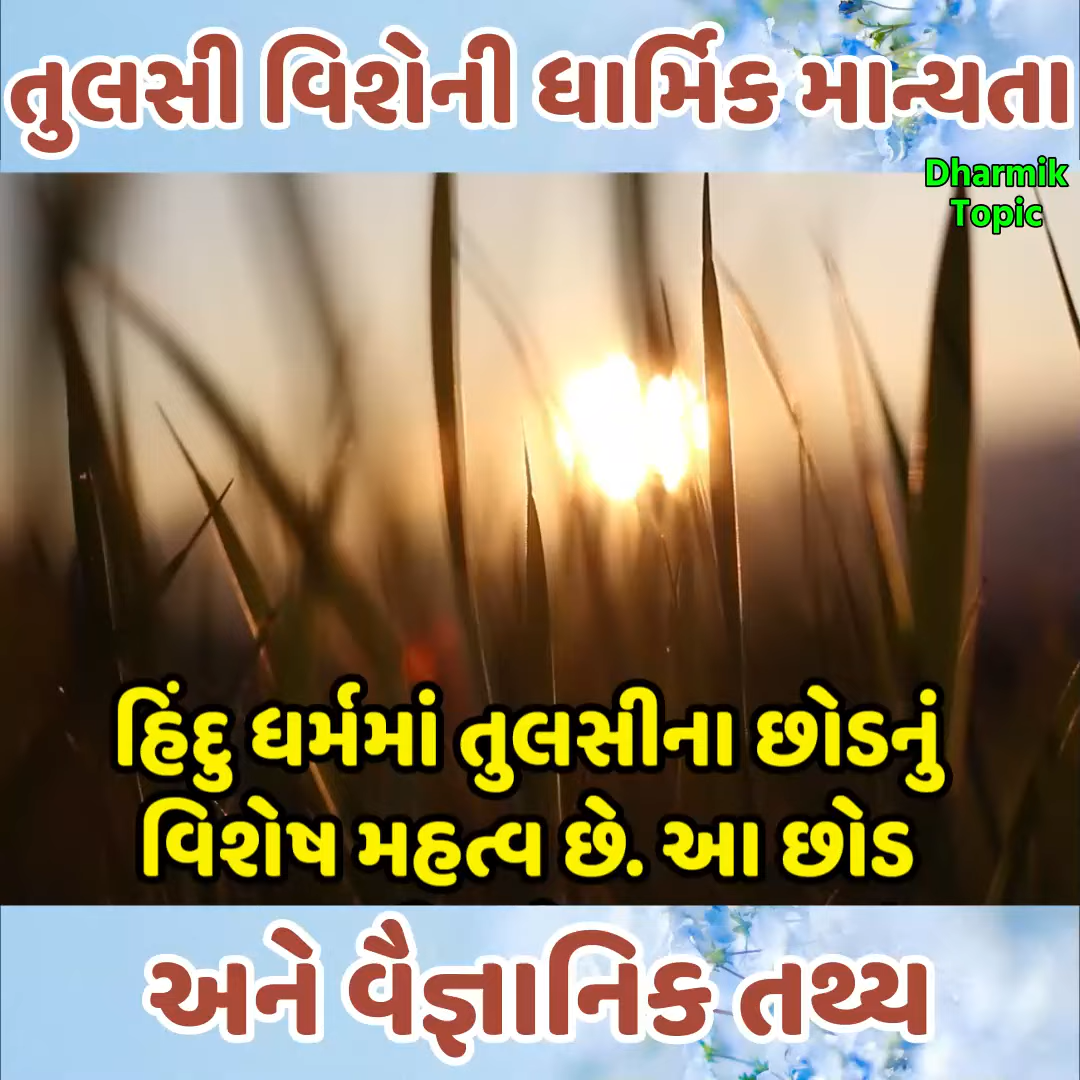 તુલસી વિશેની ધાર્મિક માન્યતા
Dharmik
Topic
હિંદુ ધર્મમાં તુલસીના છોડનું
વિશેષ મહત્વ છે. આ છોડ
અને વૈજ્ઞાનિક તથ્ય